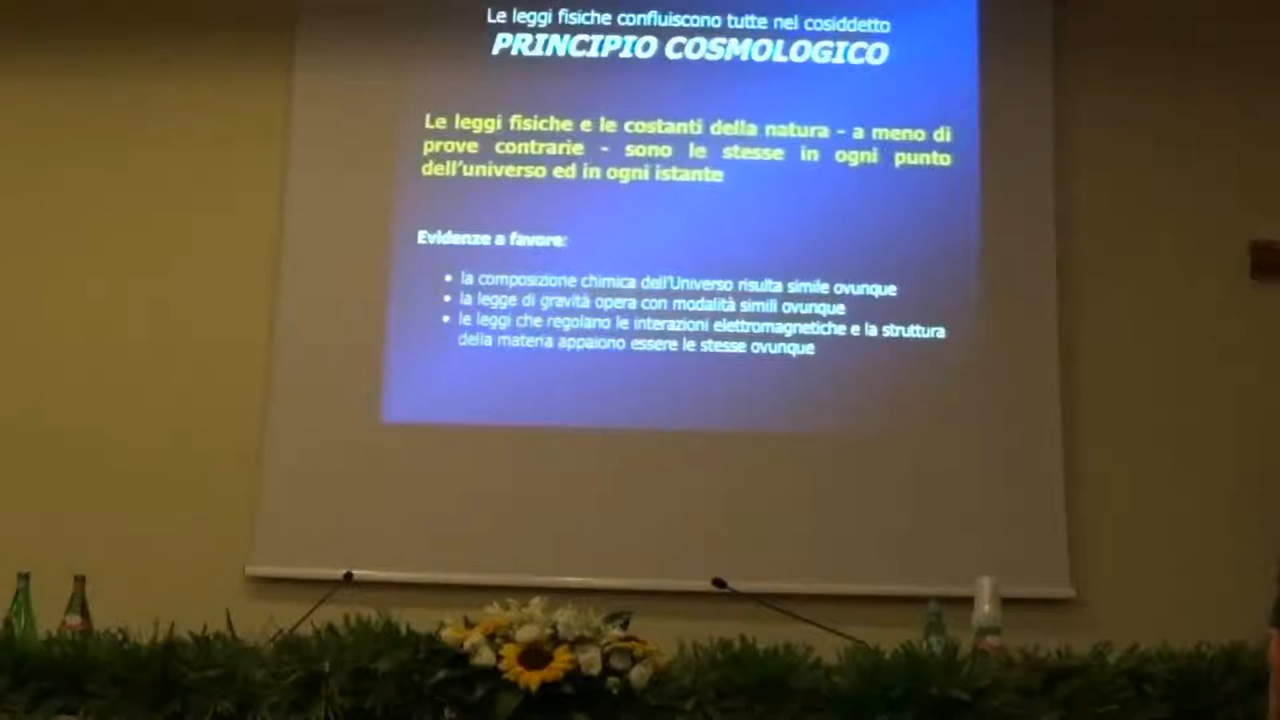 Le leggi fisiche confluiscono tutte nel cosiddetto
PRINCIPIO COSMOLOGICO
Le leggi fisiche e le costanti della natura - a meno di
prove contrarie - sono le stesse in ogni punto
dell'universo ed in ogni istante
Evidenze a favore:
• la composizione chimica dell'Universo risulta simile ovunque
• la legge di gravità opera con modalità simili ovunque
• le leggi che regolano le interazioni elettromagnetiche e la struttura
della materia appaiono essere le stesse ovunque